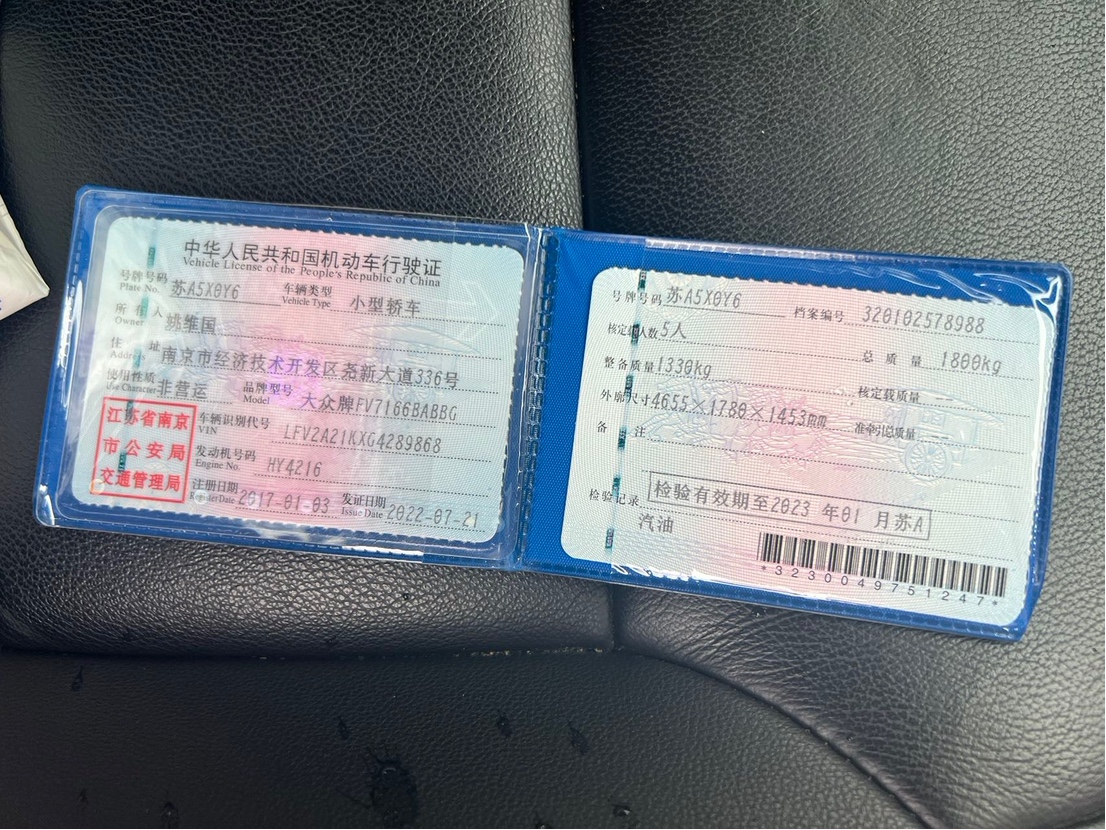 中华人民共和国机动车行驶证
Vehicle License of the People's Republic of China
号牌号码 Plate No. 苏A5X0Y6 车辆类型 Vehicle Type 小型轿车
所有人 Owner 姚维国
住址 Address 南京市经济技术开发区尧新大道336号
使用性质 Use Character 非营运 品牌型号 Model 大众牌FV7166BABBG
江苏省南京
市公安局
交通管理局
车辆识别代号 VIN LFV2A21KXG4289868
发动机号码 Engine No. HY4216
注册日期 Register Date 2017-01-03 发证日期 Issue Date 2022-07-21
号牌号码 苏A5X0Y6 档案编号 320102578988
核定载人数 5人 总质量 1800kg
整备质量 1330kg 核定载质量 --
外廓尺寸 4655×1780×1453mm 准牵引总质量 --
备注
检验记录 检验有效期至2023 年01 月苏A
汽油
*3230049751247*